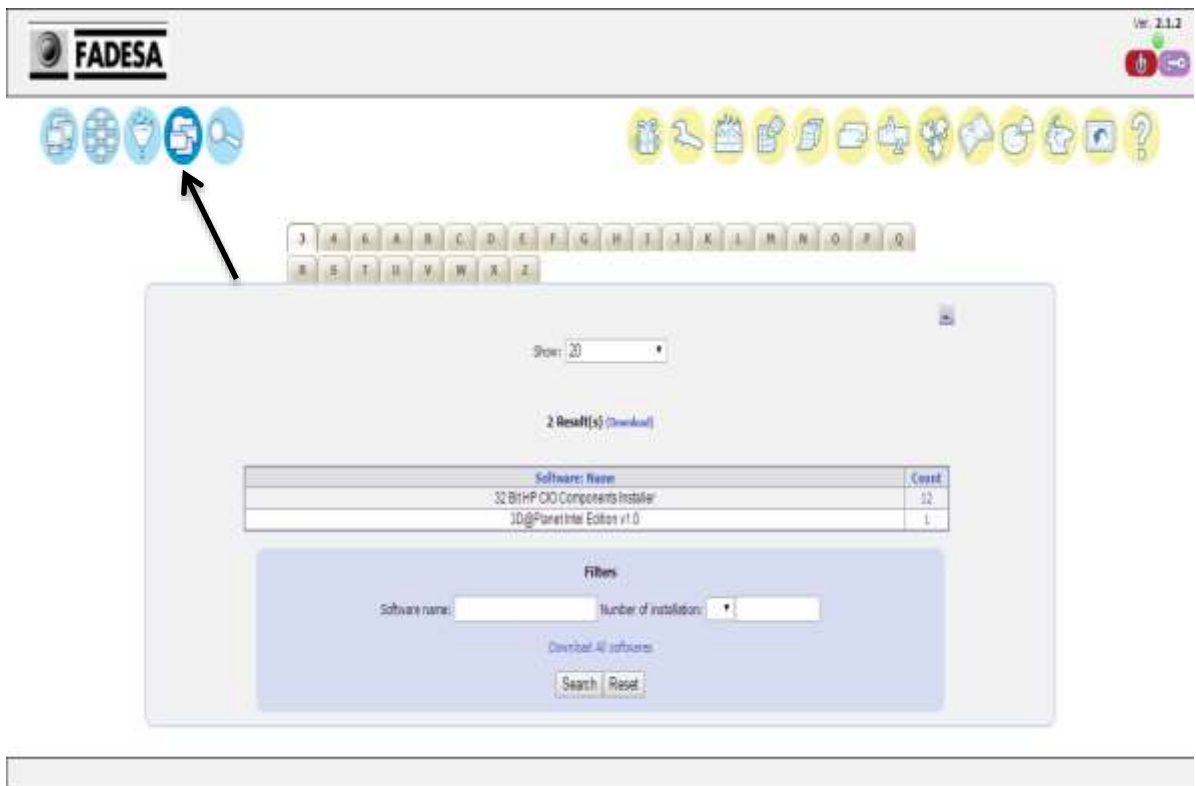 Ver. 2.1.2
FADESA
3 4 6 A B C D E F G H I J K L M N O P Q
R S T U V W X Z
Show: 20
2 Result(s) (Download)
Software: Name Count
32 Bit HP CIO Components Installer 12
3D@Planet Intel Edition v1.0 1
Filters
Software name: Number of installation:
Download All softwares
Search Reset